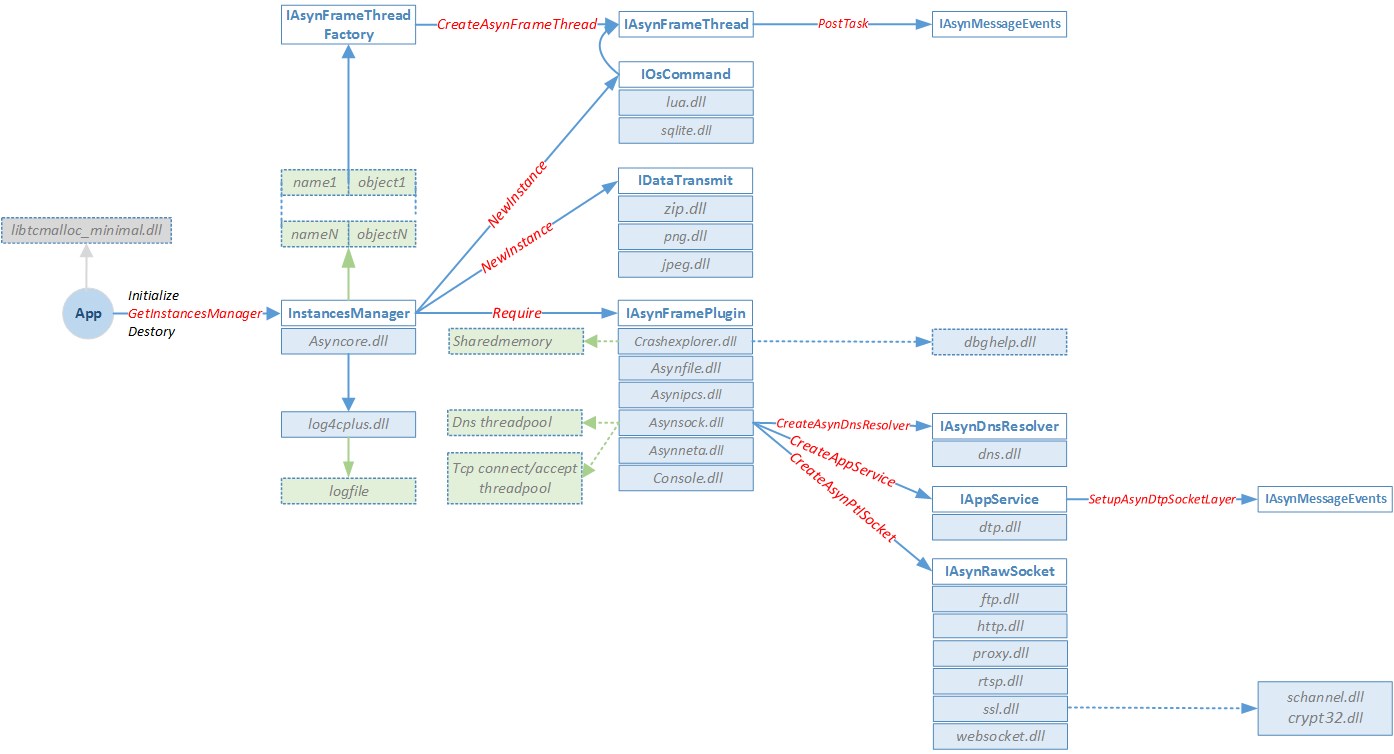 IAsynFrameThread
Factory
CreateAsynFrameThread
IAsynFrameThread
PostTask
IAsynMessageEvents
IOsCommand
lua.dll
sqlite.dll
NewInstance
name1
object1
nameN
objectN
IDataTransmit
zip.dll
png.dll
jpeg.dll
NewInstance
libtcmalloc_minimal.dll
App
Initialize
GetInstancesManager
Destory
InstancesManager
Asyncore.dll
log4cplus.dll
logfile
Require
IAsynFramePlugin
Crashexplorer.dll
Asynfile.dll
Asynipcs.dll
Asynsock.dll
Asynneta.dll
Console.dll
Sharedmemory
Dns threadpool
Tcp connect/accept
threadpool
dbghelp.dll
CreateAsynDnsResolver
IAsynDnsResolver
dns.dll
CreateAppService
IAppService
dtp.dll
SetupAsynDtpSocketLayer
IAsynMessageEvents
CreateAsynPtlSocket
IAsynRawSocket
ftp.dll
http.dll
proxy.dll
rtsp.dll
ssl.dll
websocket.dll
schannel.dll
crypt32.dll